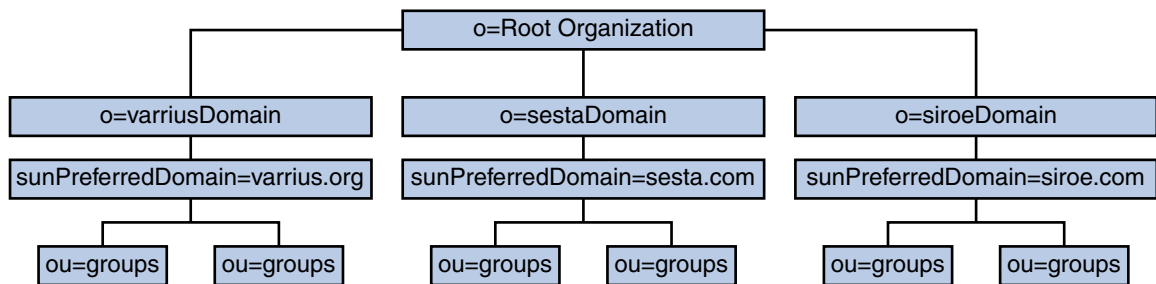 o=Root Organization
o=varriusDomain
o=sestaDomain
o=siroeDomain
sunPreferredDomain=varrius.org
sunPreferredDomain=sesta.com
sunPreferredDomain=siroe.com
ou=groups
ou=groups
ou=groups
ou=groups
ou=groups
ou=groups